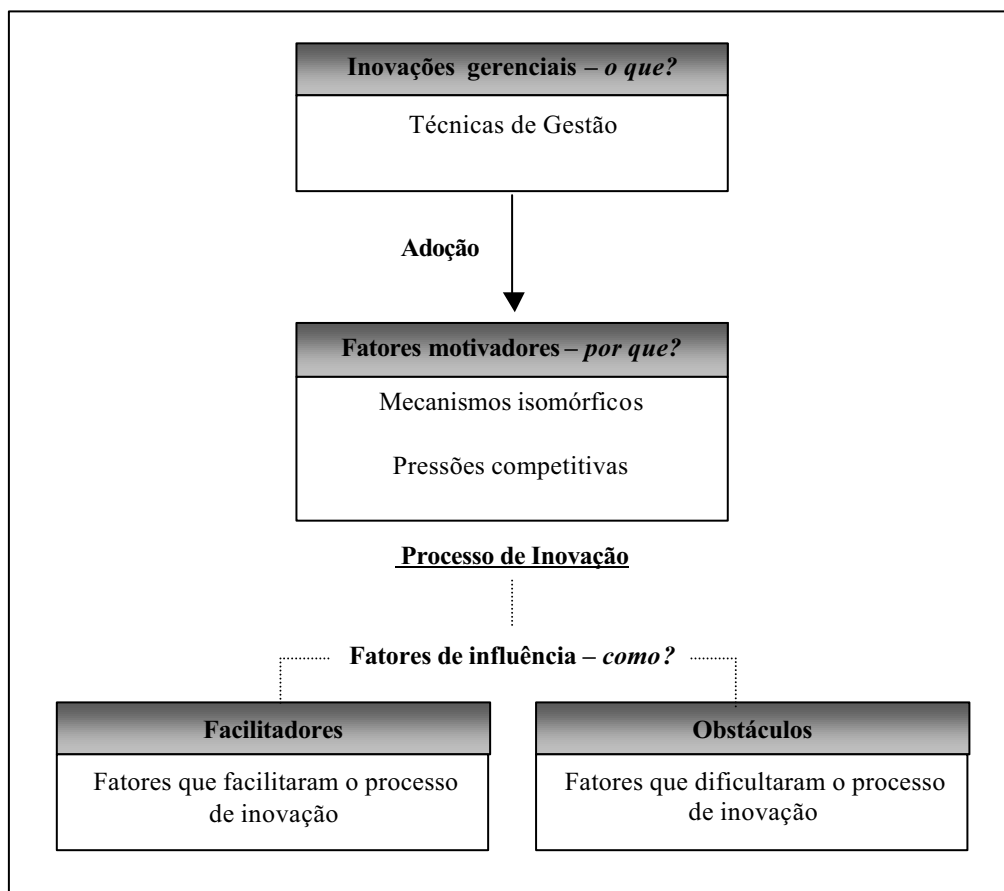 Inovações gerenciais – o que?
Técnicas de Gestão
Adoção
Fatores motivadores – por que?
Mecanismos isomórficos
Pressões competitivas
Processo de Inovação
Fatores de influência – como?
Facilitadores
Fatores que facilitaram o processo
de inovação
Obstáculos
Fatores que dificultaram o processo
de inovação